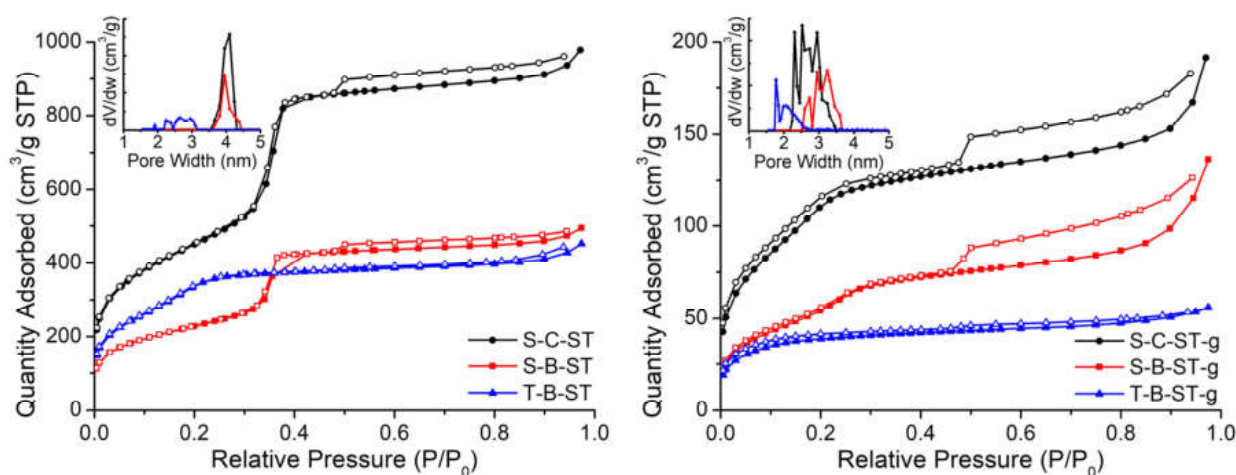 1000
800
600
400
200
0
Quantity Adsorbed (cm³/g STP)
0.0 0.2 0.4 0.6 0.8 1.0
Relative Pressure (P/P₀)
dV/dw (cm³/g)
1 2 3 4 5
Pore Width (nm)
S-C-ST
S-B-ST
T-B-ST
200
150
100
50
0
Quantity Adsorbed (cm³/g STP)
0.0 0.2 0.4 0.6 0.8 1.0
Relative Pressure (P/P₀)
dV/dw (cm³/g)
1 2 3 4 5
Pore Width (nm)
S-C-ST-g
S-B-ST-g
T-B-ST-g